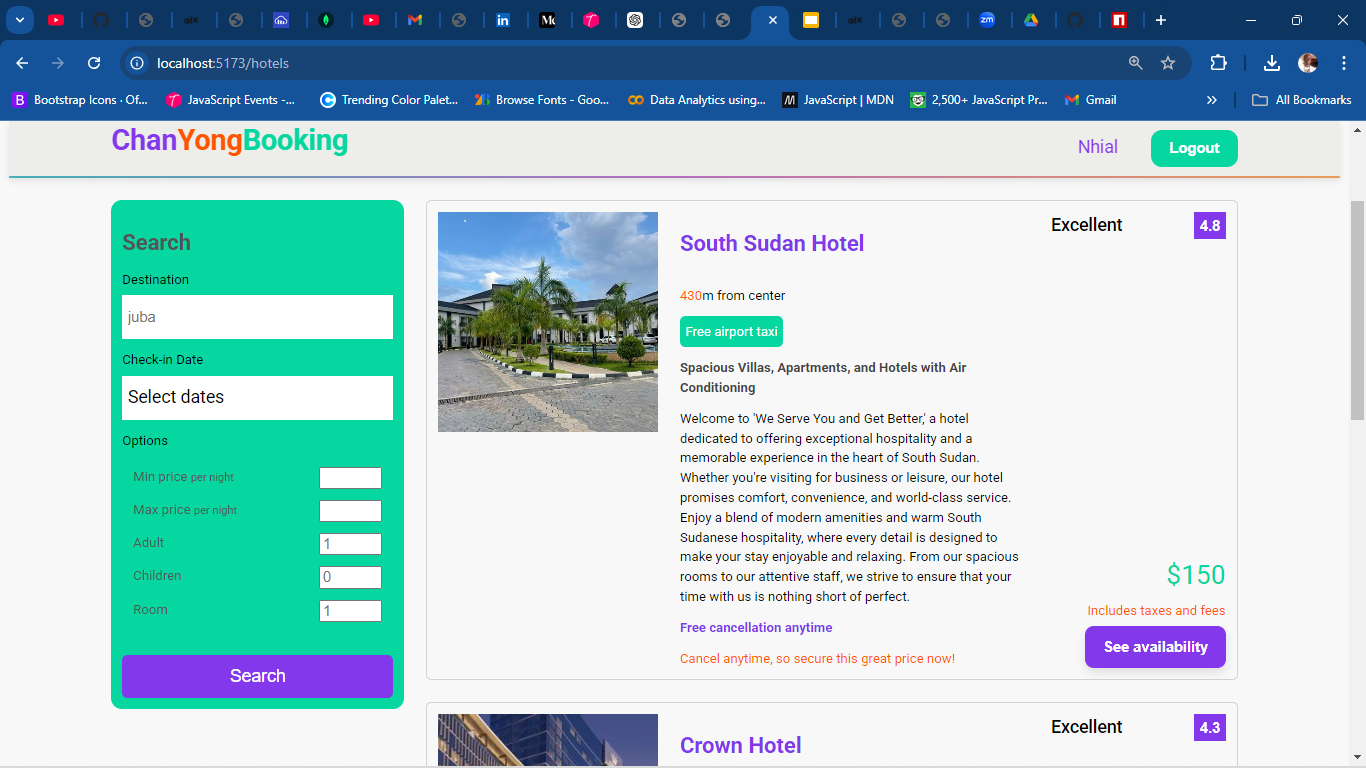 localhost:5173/hotels
Bootstrap Icons · Of...
JavaScript Events -...
Trending Color Palet...
Browse Fonts - Goo...
Data Analytics using...
JavaScript | MDN
2,500+ JavaScript Pr...
Gmail
»
All Bookmarks
ChanYongBooking
Nhial
Logout
Search
Destination
juba
Check-in Date
Select dates
Options
Min price per night
Max price per night
Adult 1
Children 0
Room 1
Search
South Sudan Hotel
Excellent
4.8
430m from center
Free airport taxi
Spacious Villas, Apartments, and Hotels with Air
Conditioning
Welcome to 'We Serve You and Get Better,' a hotel
dedicated to offering exceptional hospitality and a
memorable experience in the heart of South Sudan.
Whether you're visiting for business or leisure, our hotel
promises comfort, convenience, and world-class service.
Enjoy a blend of modern amenities and warm South
Sudanese hospitality, where every detail is designed to
make your stay enjoyable and relaxing. From our spacious
rooms to our attentive staff, we strive to ensure that your
time with us is nothing short of perfect.
Free cancellation anytime
Cancel anytime, so secure this great price now!
$150
Includes taxes and fees
See availability
Crown Hotel
Excellent
4.3